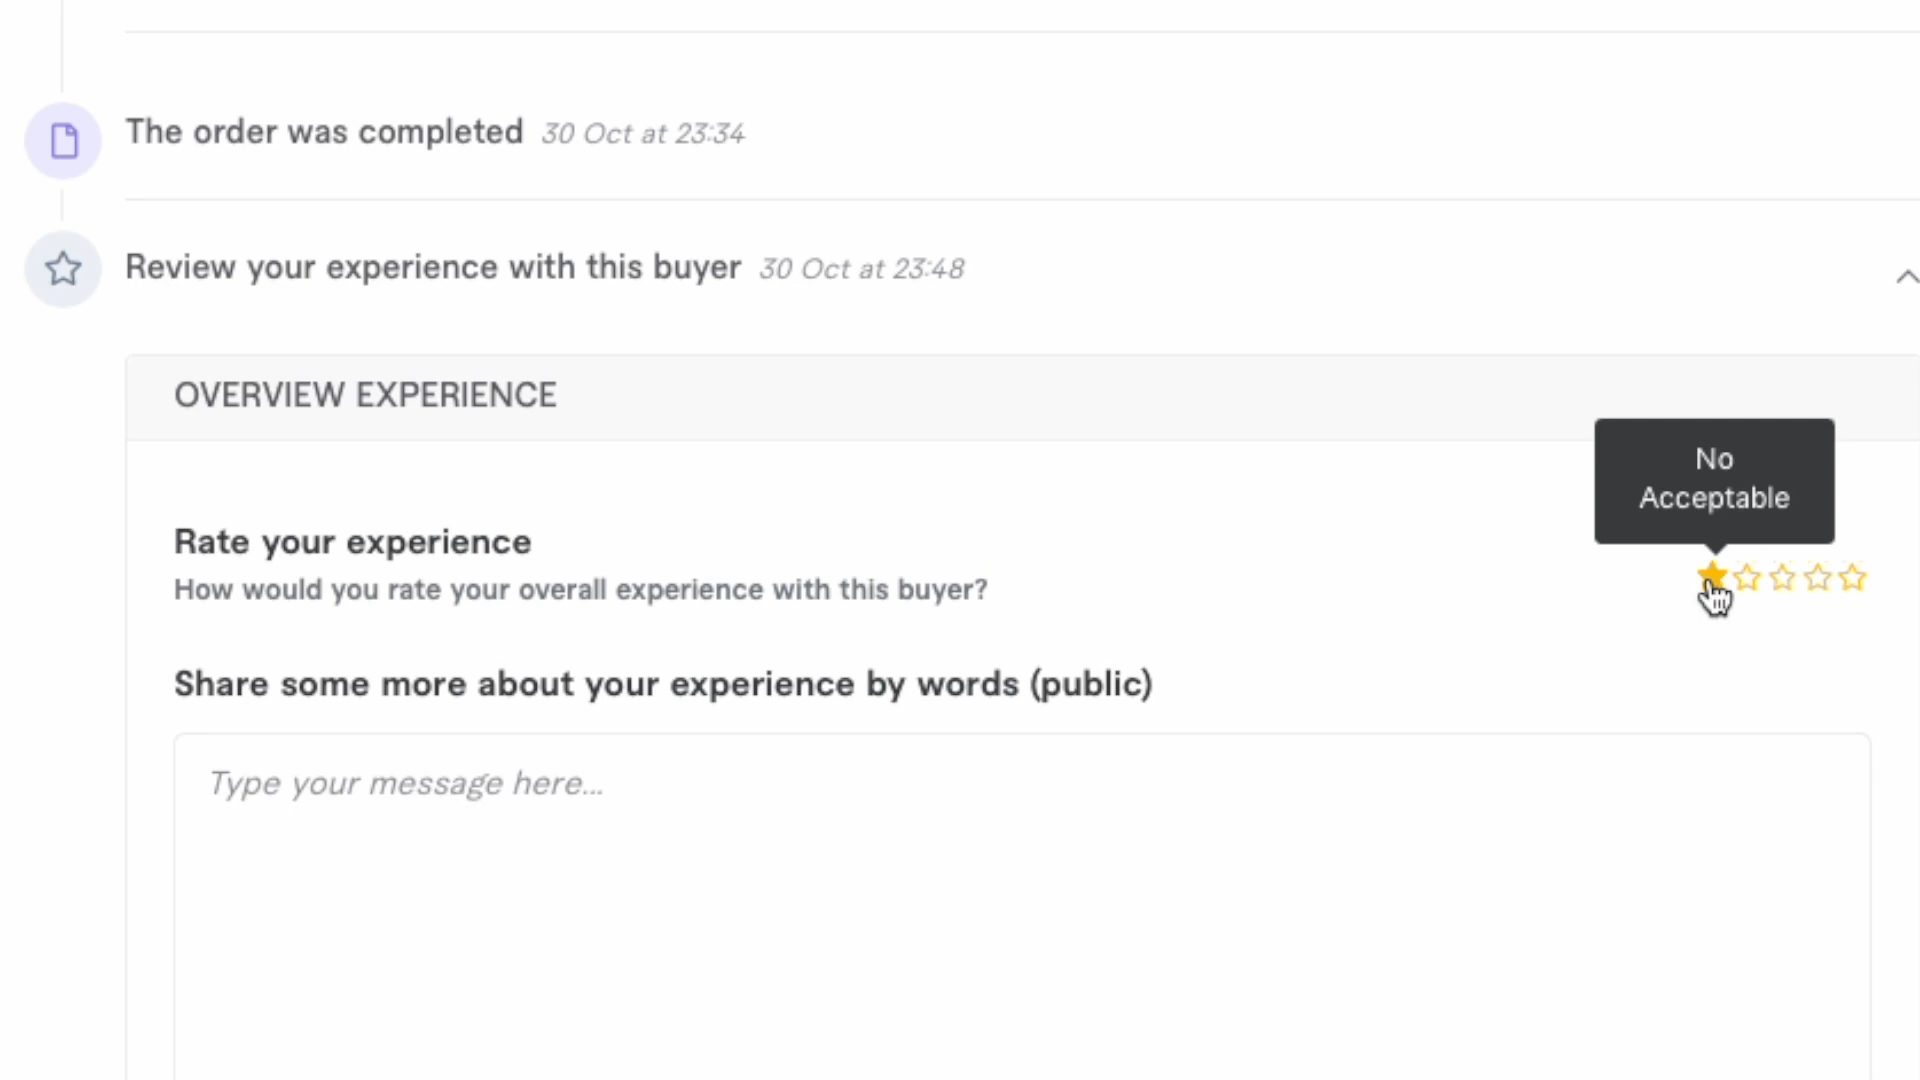 The order was completed 30 Oct at 23:34
Review your experience with this buyer 30 Oct at 23:48
OVERVIEW EXPERIENCE
No
Acceptable
Rate your experience
How would you rate your overall experience with this buyer?
Share some more about your experience by words (public)
Type your message here...